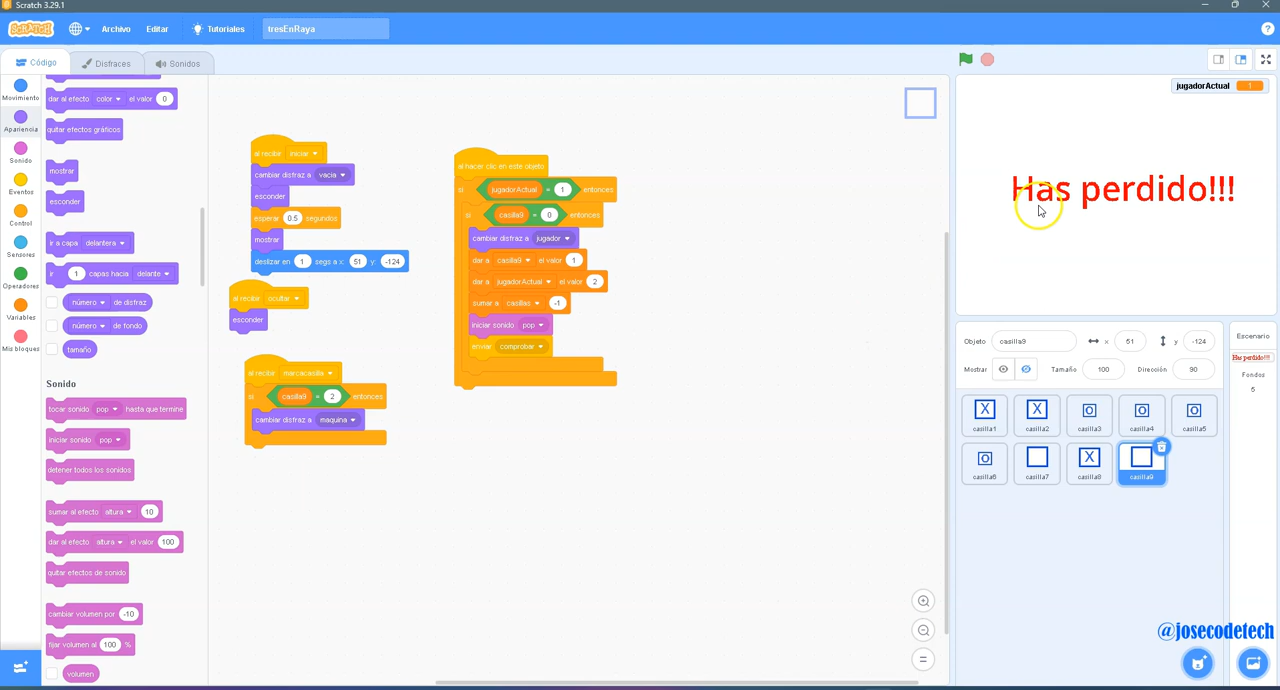 Scratch 3.29.1
SCRATCH
Archivo
Editar
Tutoriales
tresEnRaya
Código
Disfraces
Sonidos
Movimiento
Apariencia
Sonido
Eventos
Control
Sensores
Operadores
Variables
Mis bloques
dar al efecto color el valor 0
quitar efectos gráficos
mostrar
esconder
ir a capa delantera
ir 1 capas hacia delante
número de disfraz
número de fondo
tamaño
Sonido
tocar sonido pop hasta que termine
iniciar sonido pop
detener todos los sonidos
sumar al efecto altura 10
dar al efecto altura el valor 100
quitar efectos de sonido
cambiar volumen por -10
fijar volumen al 100 %
volumen
al recibir iniciar
cambiar disfraz a vacia
esconder
esperar 0.5 segundos
mostrar
deslizar en 1 segs a x: 51 y: -124
al recibir ocultar
esconder
al recibir marcacasilla
si casilla9 = 2 entonces
cambiar disfraz a maquina
al hacer clic en este objeto
si jugadorActual = 1 entonces
si casilla9 = 0 entonces
cambiar disfraz a jugador
dar a casilla9 el valor 1
dar a jugadorActual el valor 2
sumar a casillas -1
iniciar sonido pop
enviar comprobar
jugadorActual 1
Has perdido!!!
Objeto casilla9 x 51 y -124
Mostrar Tamaño 100 Dirección 90
Escenario
Has perdido!!!
Fondos
5
X X O O O
casilla1 casilla2 casilla3 casilla4 casilla5
O X
casilla6 casilla7 casilla8 casilla9
@josecodetech